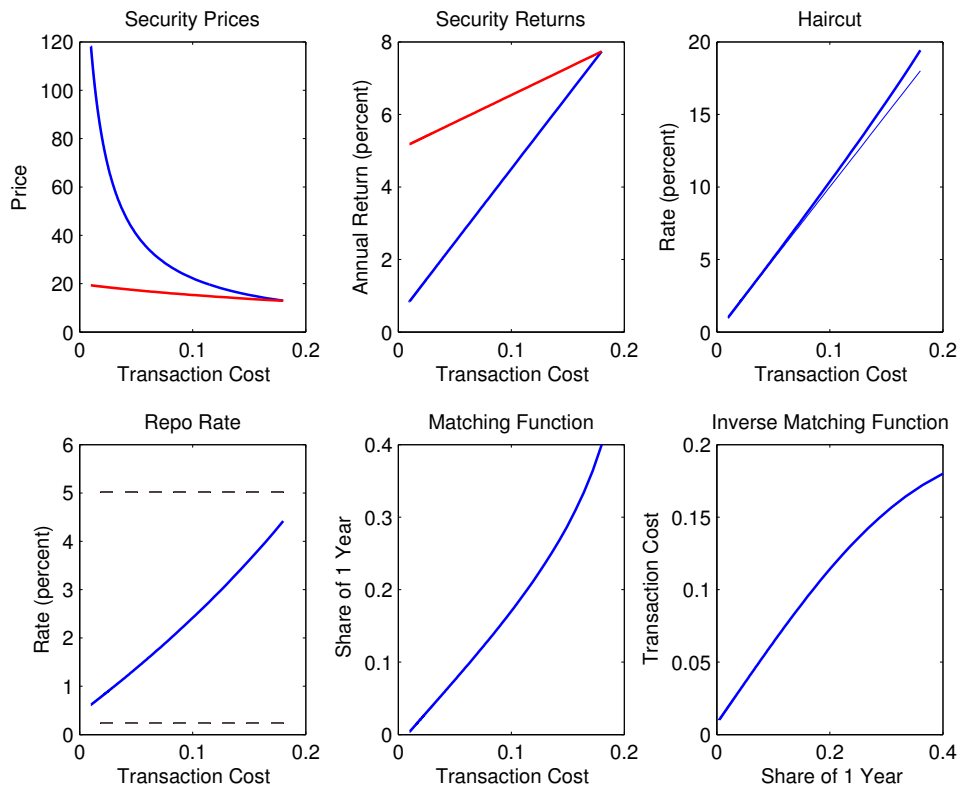 Security Prices
Price
120
100
80
60
40
20
0
0
0.1
0.2
Transaction Cost
Security Returns
Annual Return (percent)
8
6
4
2
0
0
0.1
0.2
Transaction Cost
Haircut
Rate (percent)
20
15
10
5
0
0
0.1
0.2
Transaction Cost
Repo Rate
Rate (percent)
6
5
4
3
2
1
0
0
0.1
0.2
Transaction Cost
Matching Function
Share of 1 Year
0.4
0.3
0.2
0.1
0
0
0.1
0.2
Transaction Cost
Inverse Matching Function
Transaction Cost
0.2
0.15
0.1
0.05
0
0
0.2
0.4
Share of 1 Year